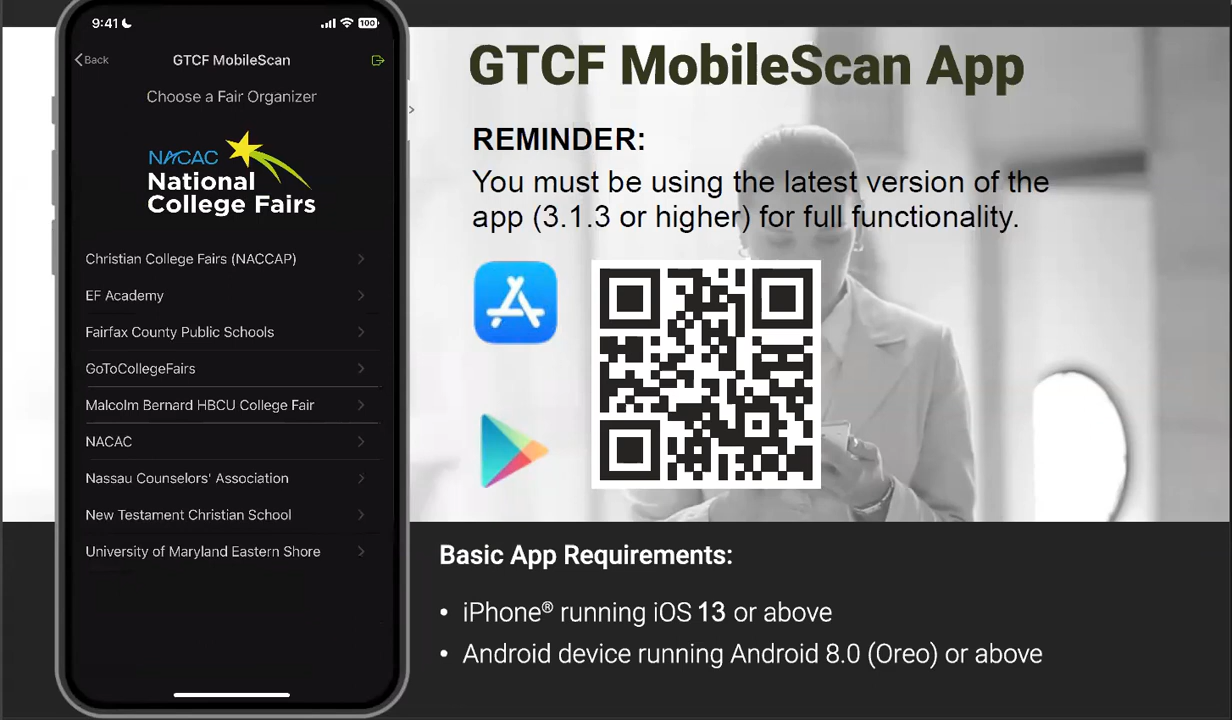 9:41
100
Back
GTCF MobileScan
Choose a Fair Organizer
NACAC
National
College Fairs
Christian College Fairs (NACCAP)
EF Academy
Fairfax County Public Schools
GoToCollegeFairs
Malcolm Bernard HBCU College Fair
NACAC
Nassau Counselors' Association
New Testament Christian School
University of Maryland Eastern Shore
GTCF MobileScan App
REMINDER:
You must be using the latest version of the
app (3.1.3 or higher) for full functionality.
Basic App Requirements:
• iPhone® running iOS 13 or above
• Android device running Android 8.0 (Oreo) or above